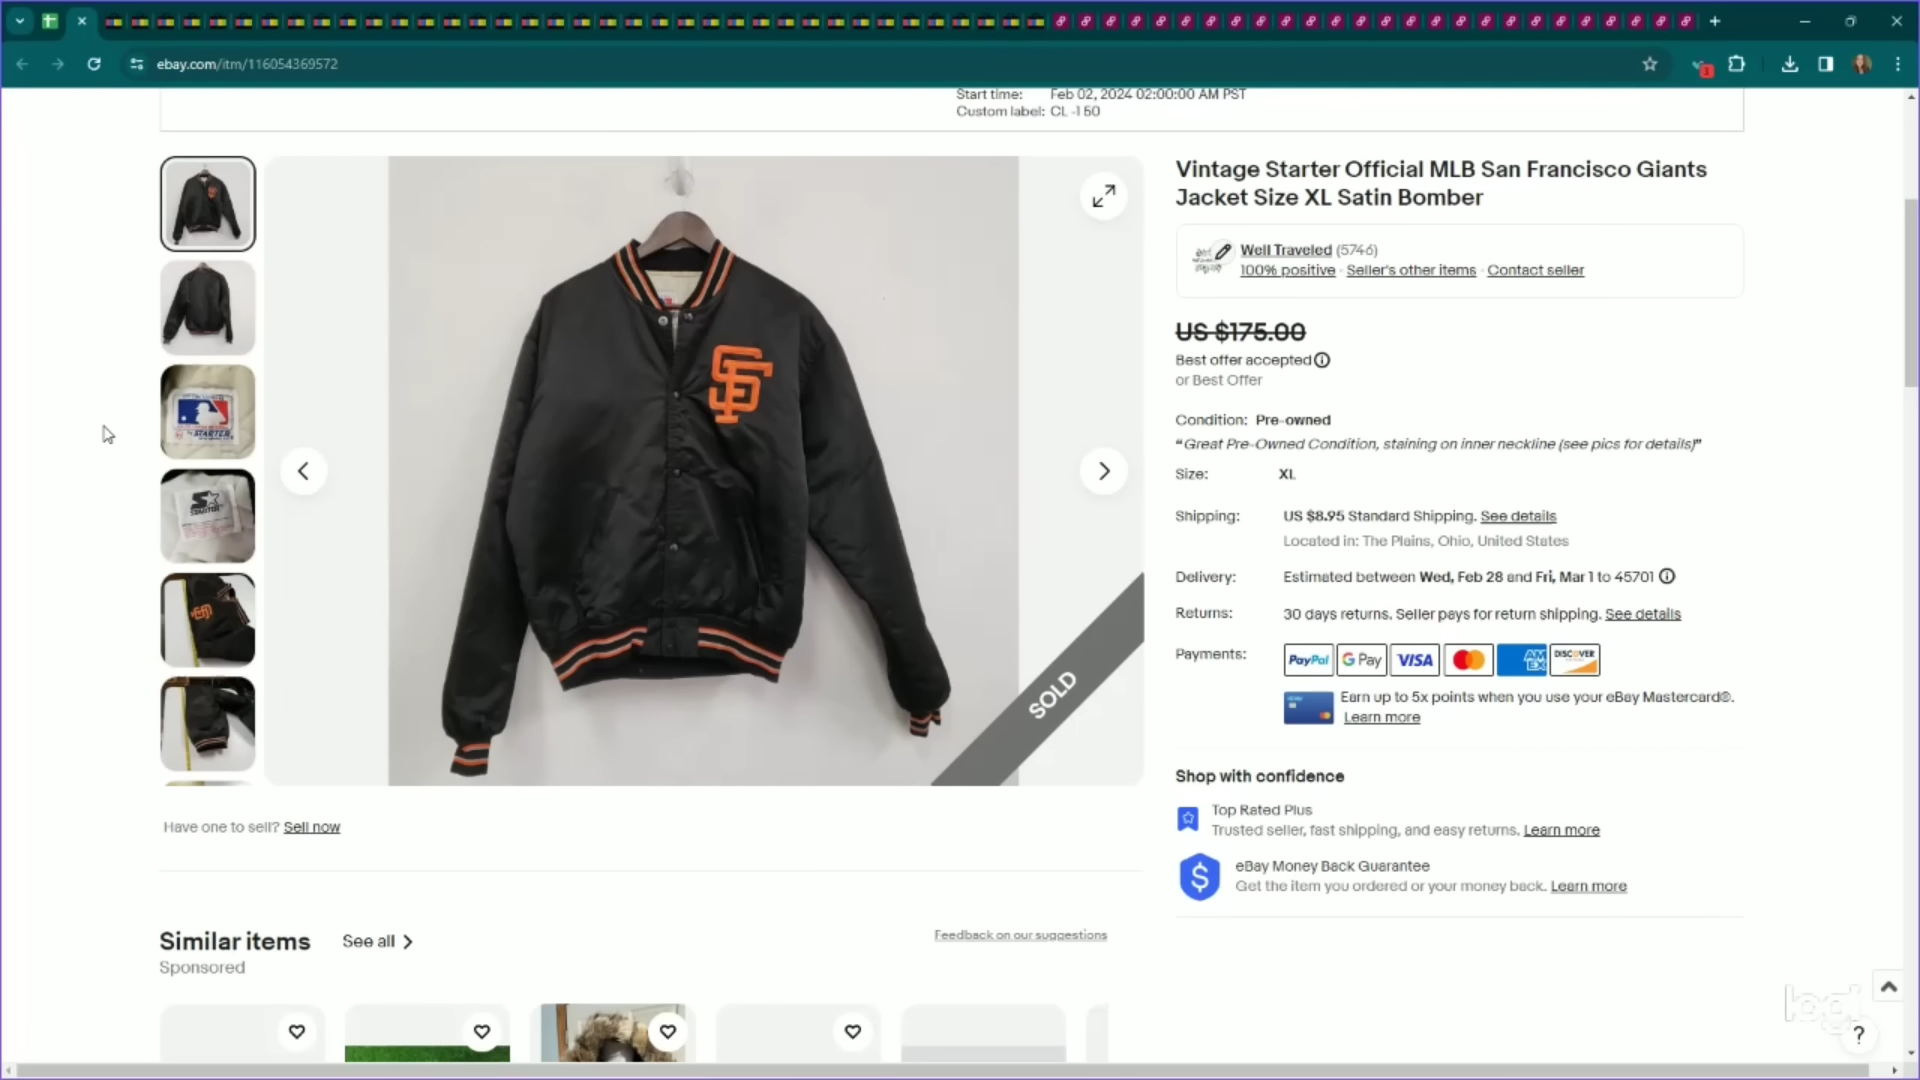 ebay.com/itm/116054369572
Start time: Feb 02, 2024 02:00:00 AM PST
Custom label: CL -150
Vintage Starter Official MLB San Francisco Giants
Jacket Size XL Satin Bomber
Well Traveled (5746)
100% positive · Seller's other items · Contact seller
US $175.00
Best offer accepted
or Best Offer
Condition: Pre-owned
“Great Pre-Owned Condition, staining on inner neckline (see pics for details)”
Size: XL
Shipping: US $8.95 Standard Shipping. See details
Located in: The Plains, Ohio, United States
Delivery: Estimated between Wed, Feb 28 and Fri, Mar 1 to 45701
Returns: 30 days returns. Seller pays for return shipping. See details
Payments: PayPal G Pay VISA AM EX DISCOVER
Earn up to 5x points when you use your eBay Mastercard®.
Learn more
Shop with confidence
Top Rated Plus
Trusted seller, fast shipping, and easy returns. Learn more
eBay Money Back Guarantee
Get the item you ordered or your money back. Learn more
SF
SOLD
STARTER
STARTER
Have one to sell? Sell now
Similar items See all
Feedback on our suggestions
Sponsored
logi